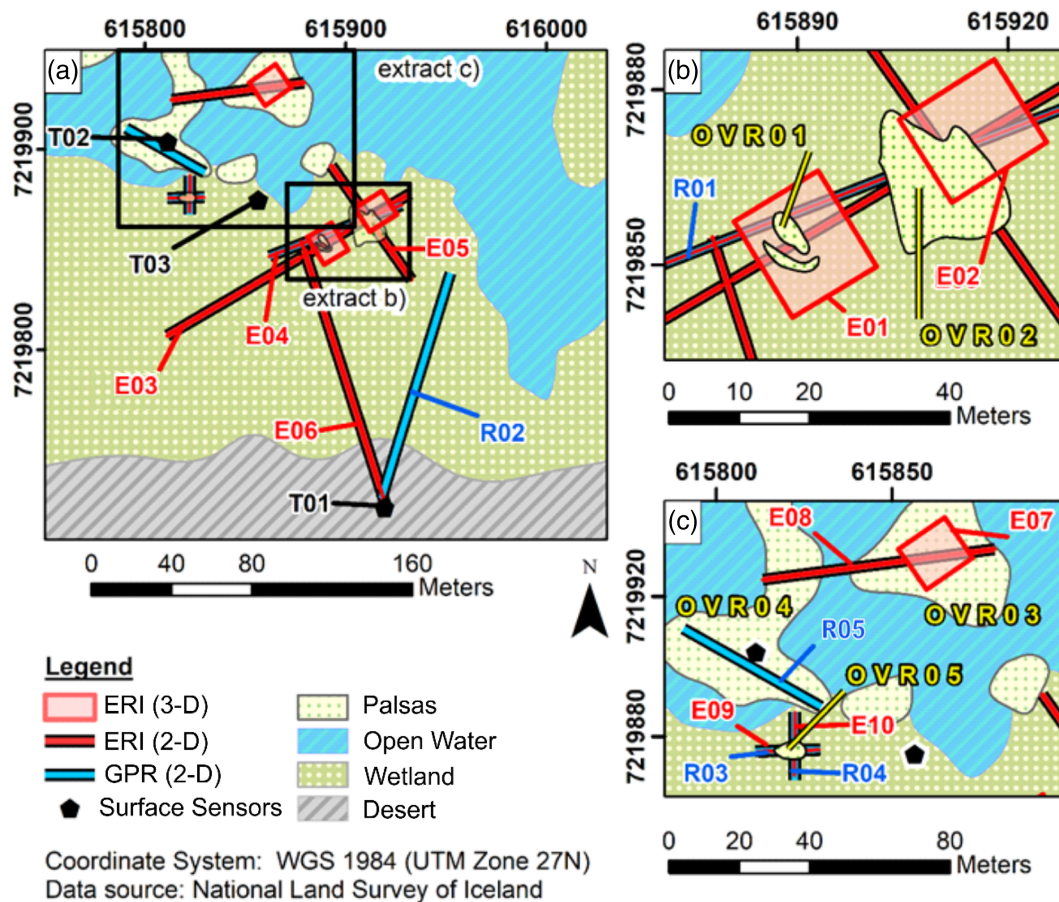 615800
615900
616000
(a)
extract c)
T02
7219900
T03
E05
extract b)
E04
7219800
E03
E06
R02
T01
0
40
80
160
Meters
N
615890
615920
(b)
7219880
OVR01
R01
7219850
E02
E01
OVR02
0
10
20
40
Meters
615800
615850
(c)
E08
E07
7219920
OVR04
OVR03
R05
OVR05
7219880
E09
E10
R03
R04
0
20
40
80
Meters
Legend
ERI (3-D)
ERI (2-D)
GPR (2-D)
Surface Sensors
Palsas
Open Water
Wetland
Desert
Coordinate System: WGS 1984 (UTM Zone 27N)
Data source: National Land Survey of Iceland